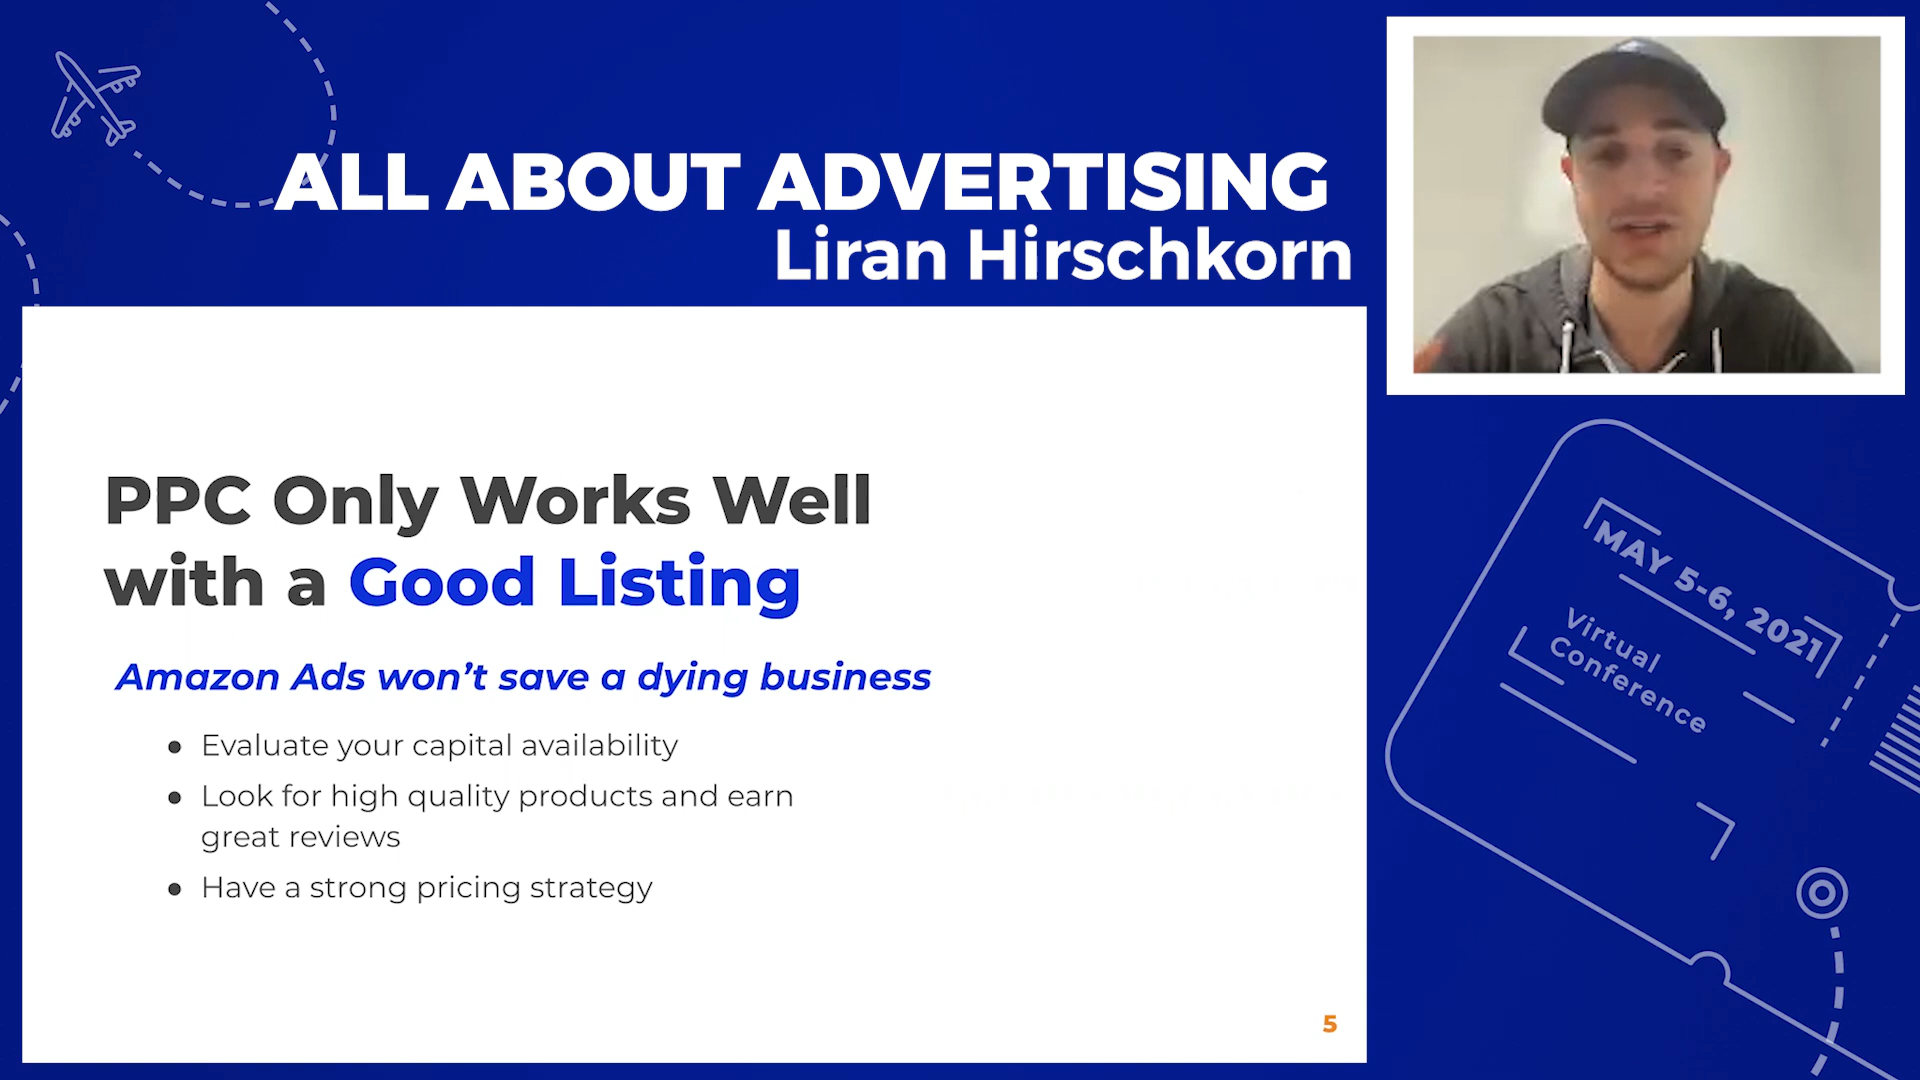 ALL ABOUT ADVERTISING
Liran Hirschkorn
PPC Only Works Well
with a Good Listing
Amazon Ads won’t save a dying business
● Evaluate your capital availability
● Look for high quality products and earn
great reviews
● Have a strong pricing strategy
5
MAY 5-6, 2021
Virtual
Conference